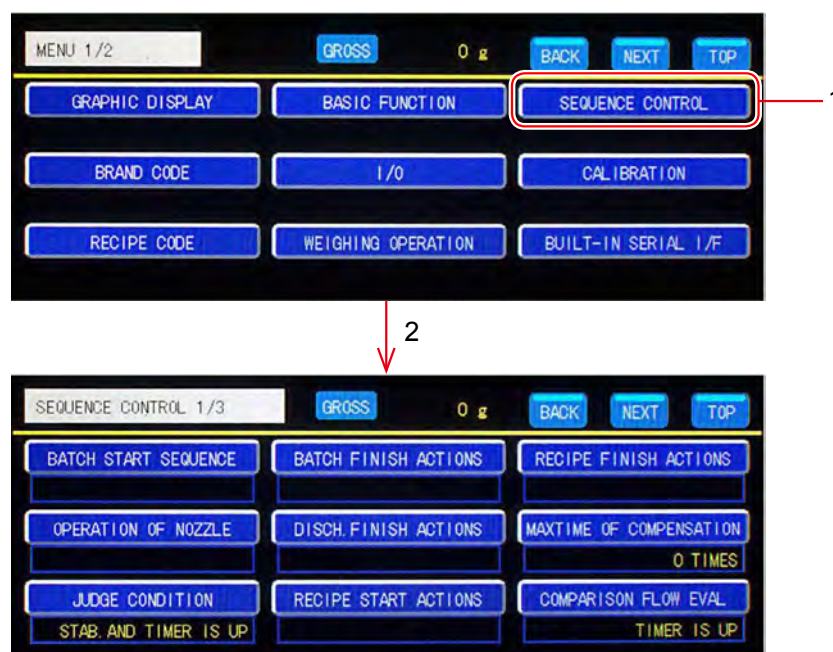 MENU 1/2 GROSS 0 g BACK NEXT TOP
GRAPHIC DISPLAY BASIC FUNCTION SEQUENCE CONTROL
BRAND CODE I/O CALIBRATION
RECIPE CODE WEIGHING OPERATION BUILT-IN SERIAL I/F
2
SEQUENCE CONTROL 1/3 GROSS 0 g BACK NEXT TOP
BATCH START SEQUENCE BATCH FINISH ACTIONS RECIPE FINISH ACTIONS
OPERATION OF NOZZLE DISCH.FINISH ACTIONS MAXTIME OF COMPENSATION
0 TIMES
JUDGE CONDITION RECIPE START ACTIONS COMPARISON FLOW EVAL
STAB. AND TIMER IS UP TIMER IS UP